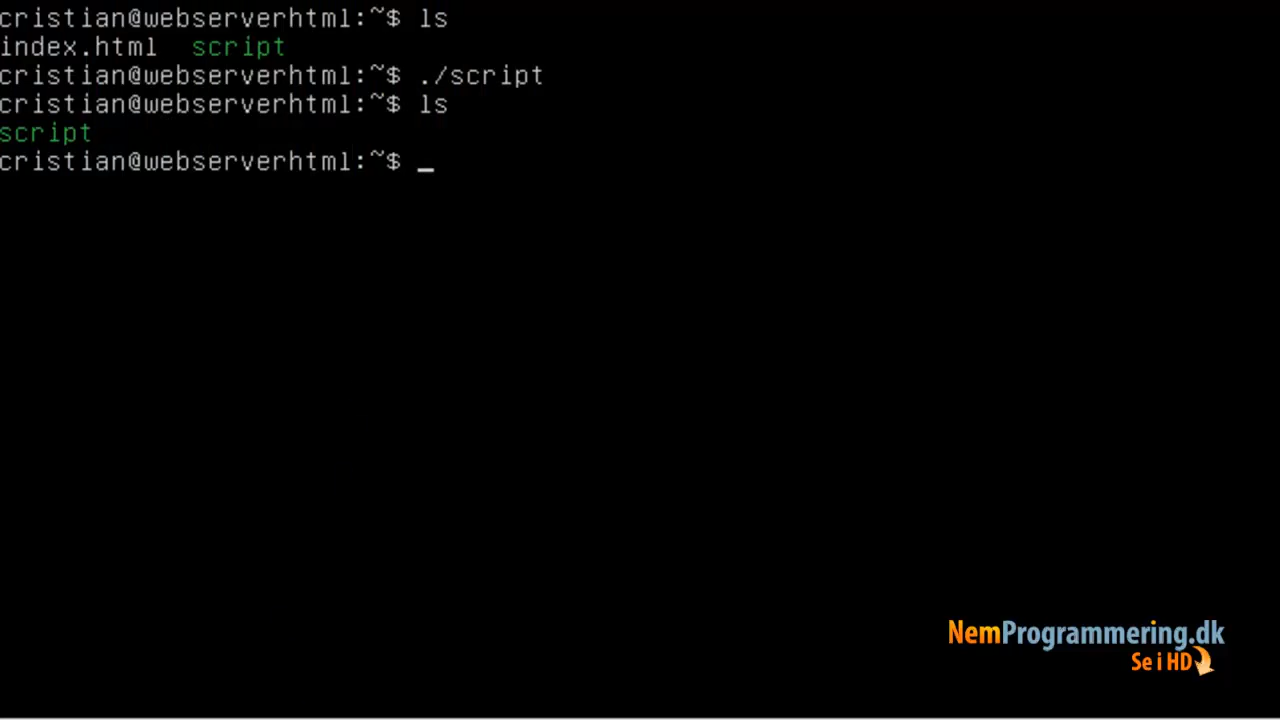 cristian@webserverhtml:~$ ls
index.html  script
cristian@webserverhtml:~$ ./script
cristian@webserverhtml:~$ ls
script
cristian@webserverhtml:~$ _
NemProgrammering.dk
Se i HD